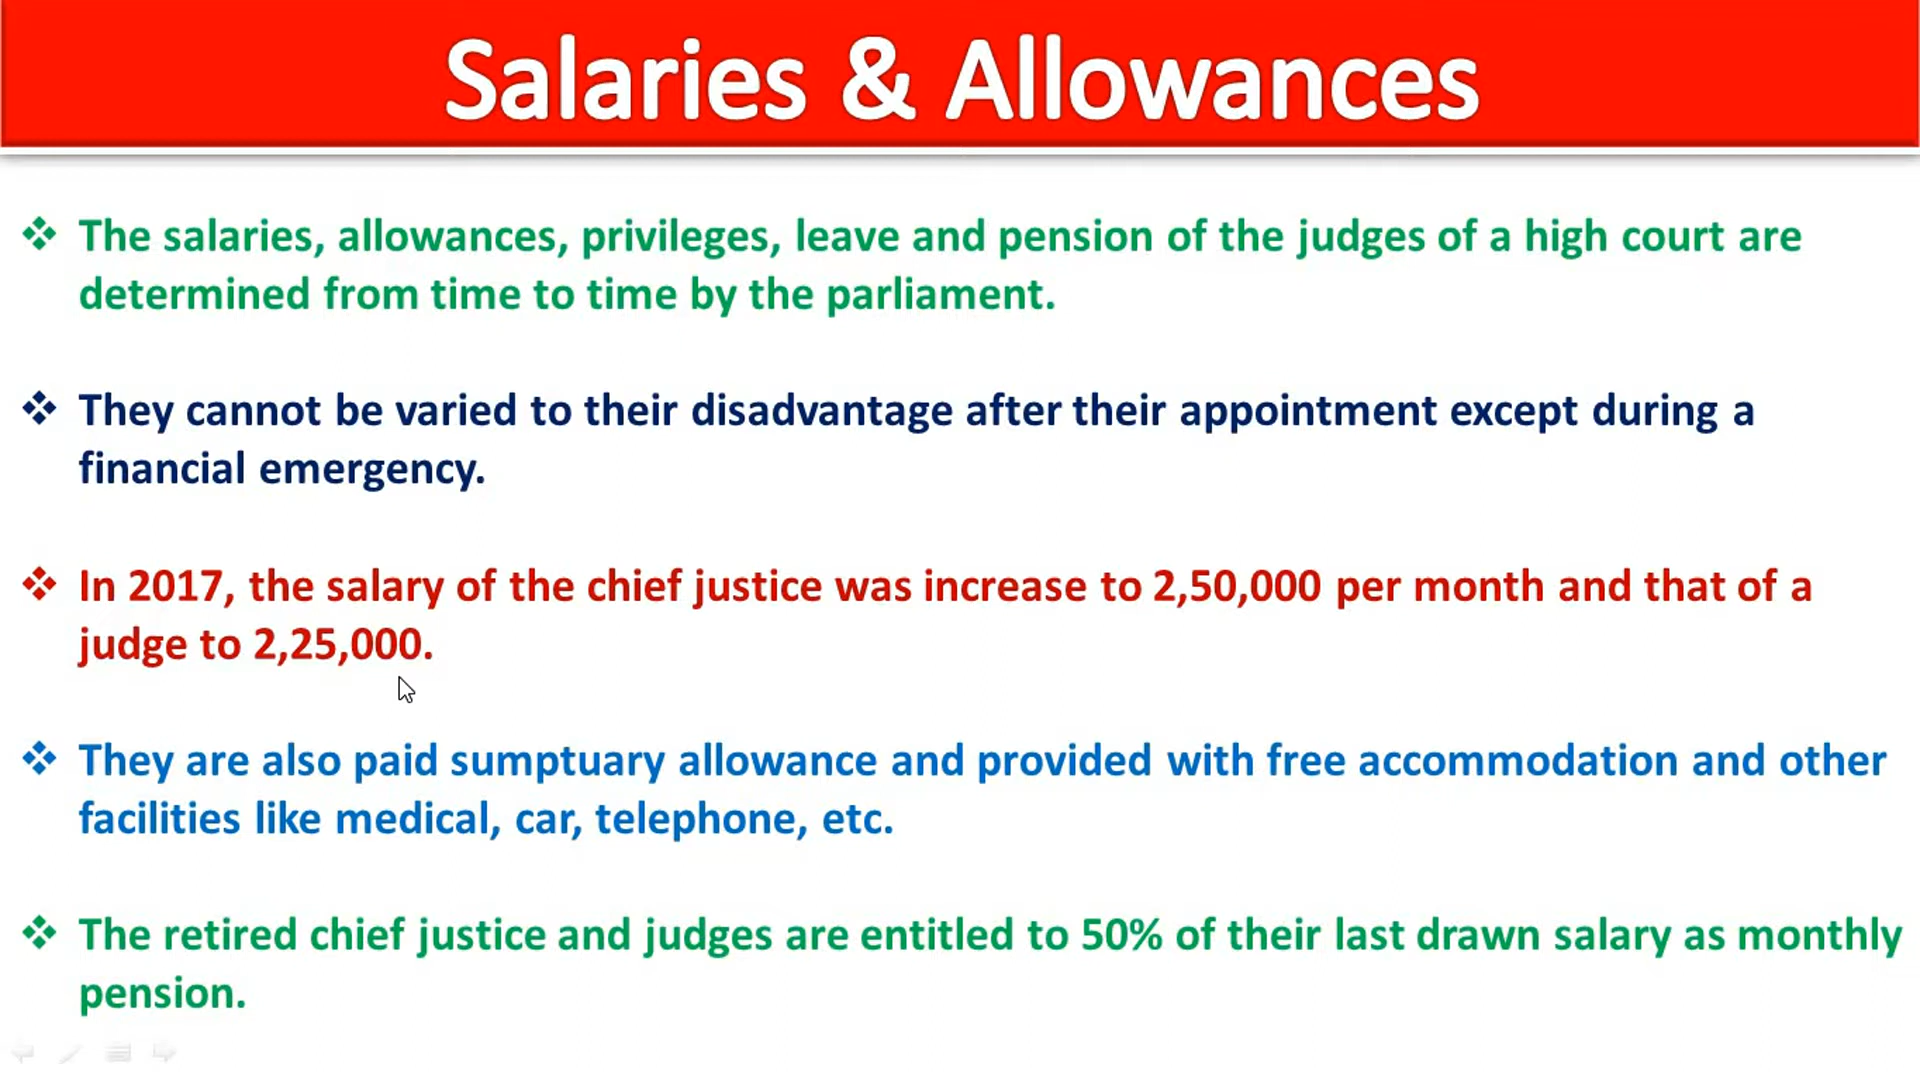 Salaries & Allowances
The salaries, allowances, privileges, leave and pension of the judges of a high court are
determined from time to time by the parliament.
They cannot be varied to their disadvantage after their appointment except during a
financial emergency.
In 2017, the salary of the chief justice was increase to 2,50,000 per month and that of a
judge to 2,25,000.
They are also paid sumptuary allowance and provided with free accommodation and other
facilities like medical, car, telephone, etc.
The retired chief justice and judges are entitled to 50% of their last drawn salary as monthly
pension.